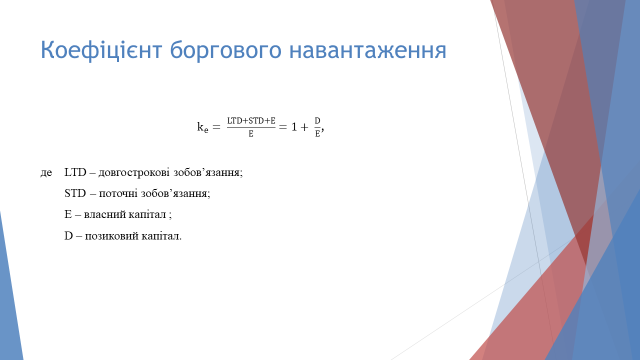 Коефіцієнт боргового навантаження
kₑ = (LTD+STD+E)/E = 1 + D/E,
де LTD – довгострокові зобов’язання;
STD – поточні зобов’язання;
E – власний капітал ;
D – позиковий капітал.